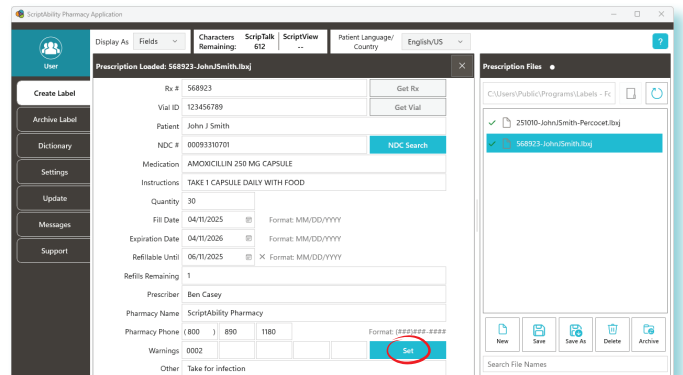 ScriptAbility Pharmacy Application
User
Create Label
Archive Label
Dictionary
Settings
Update
Messages
Support
Display As Fields
Characters Remaining: ScripTalk 612 ScriptView --
Patient Language/ Country English/US
?
Prescription Loaded: 568923-JohnJSmith.lbxj
Rx # 568923 Get Rx
Vial ID 123456789 Get Vial
Patient John J Smith
NDC # 00093310701 NDC Search
Medication AMOXICILLIN 250 MG CAPSULE
Instructions TAKE 1 CAPSULE DAILY WITH FOOD
Quantity 30
Fill Date 04/11/2025 Format: MM/DD/YYYY
Expiration Date 04/11/2026 Format: MM/DD/YYYY
Refillable Until 06/11/2025 Format: MM/DD/YYYY
Refills Remaining 1
Prescriber Ben Casey
Pharmacy Name ScriptAbility Pharmacy
Pharmacy Phone (800 ) 890 1180 Format: (###)###-####
Warnings 0002 Set
Other Take for infection
Prescription Files
C:\Users\Public\Programs\Labels - Fc
251010-JohnJSmith-Percocet.lbxj
568923-JohnJSmith.lbxj
New Save Save As Delete Archive
Search File Names